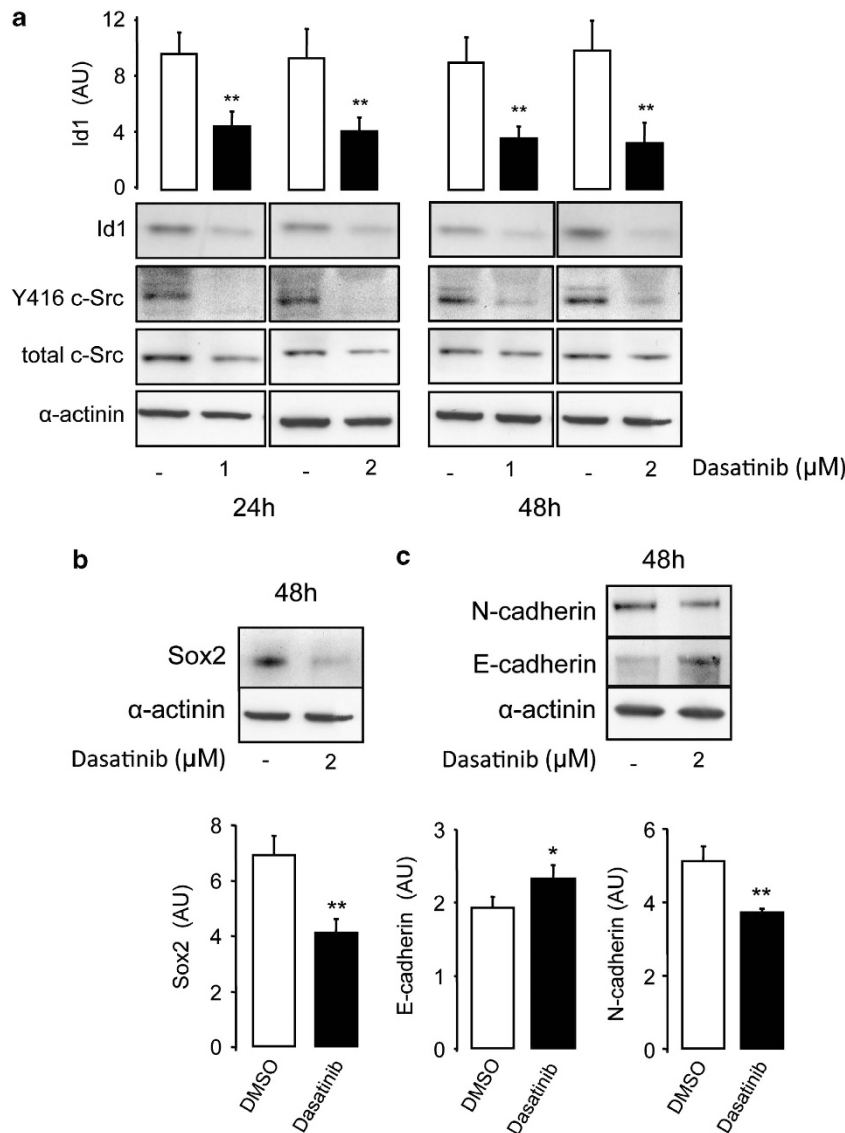 a
12
8
4
0
Id1 (AU)
**
**
**
**
Id1
Y416 c-Src
total c-Src
α-actinin
- 1 - 2 - 1 - 2 Dasatinib (µM)
24h 48h
b
48h
Sox2
α-actinin
Dasatinib (µM) - 2
c
48h
N-cadherin
E-cadherin
α-actinin
Dasatinib (µM) - 2
8
6
4
2
0
Sox2 (AU)
**
DMSO
Dasatinib
3
2
1
0
E-cadherin (AU)
*
DMSO
Dasatinib
6
4
2
0
N-cadherin (AU)
**
DMSO
Dasatinib